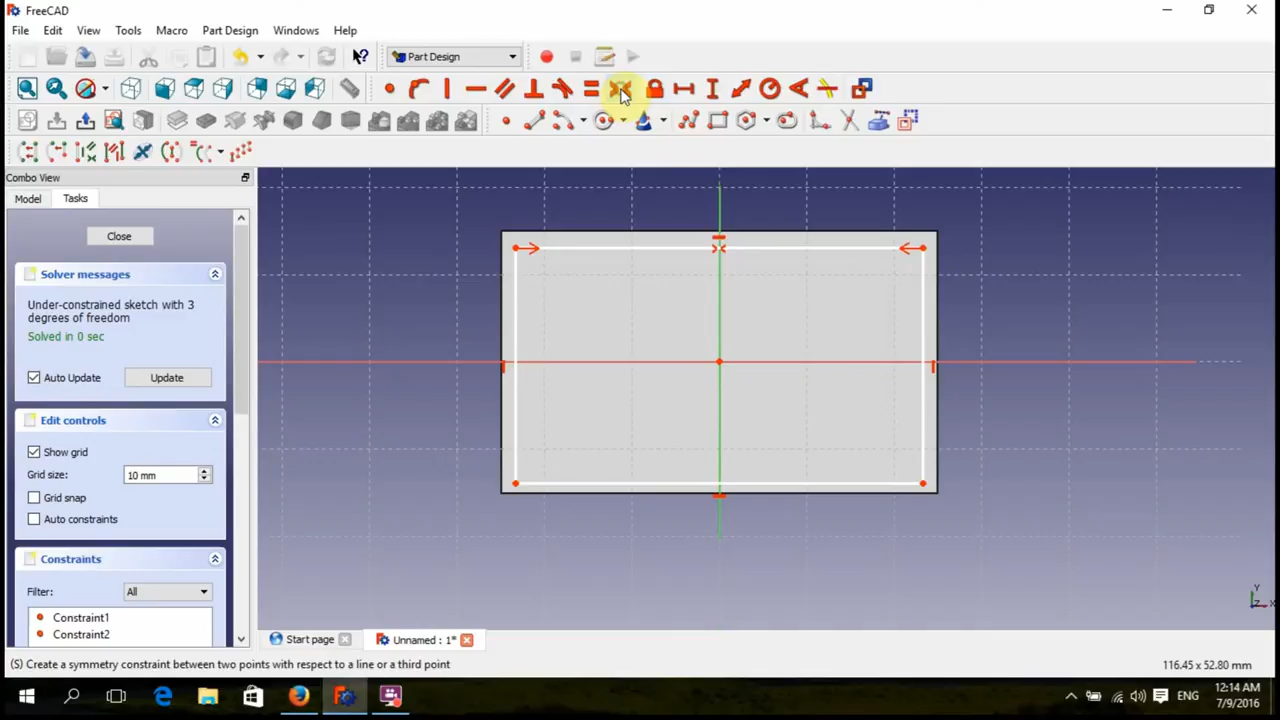 FreeCAD
File Edit View Tools Macro Part Design Windows Help
Part Design
Combo View
Model Tasks
Close
Solver messages
Under-constrained sketch with 3
degrees of freedom
Solved in 0 sec
Auto Update Update
Edit controls
Show grid
Grid size: 10 mm
Grid snap
Auto constraints
Constraints
Filter: All
Constraint1
Constraint2
Y
Z X
Start page Unnamed : 1*
(S) Create a symmetry constraint between two points with respect to a line or a third point 116.45 x 52.80 mm
ENG 12:14 AM
7/9/2016